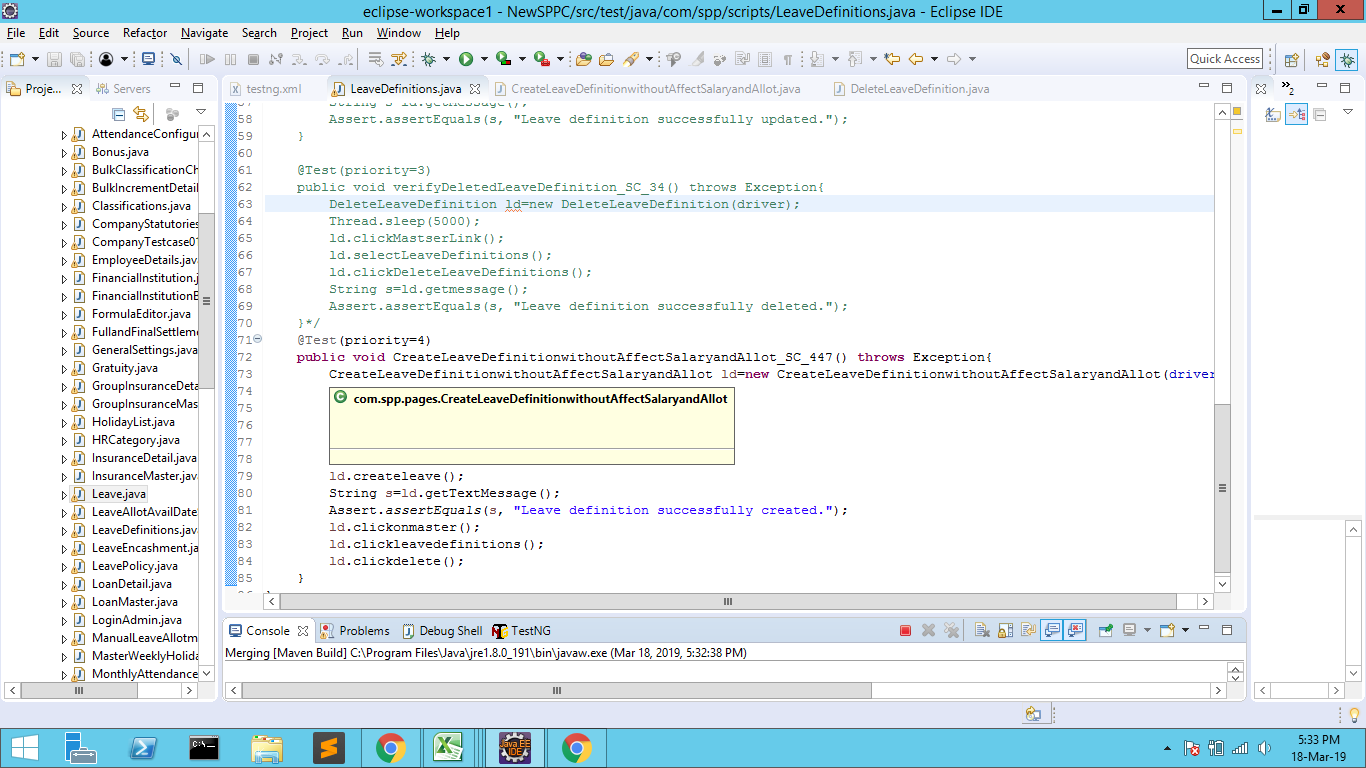 eclipse-workspace1 - NewSPPC/src/test/java/com/spp/scripts/LeaveDefinitions.java - Eclipse IDE
File Edit Source Refactor Navigate Search Project Run Window Help
Quick Access
Proje... Servers
testng.xml LeaveDefinitions.java CreateLeaveDefinitionwithoutAffectSalaryandAllot.java DeleteLeaveDefinition.java
AttendanceConfigur
Bonus.java
BulkClassificationCh
BulkIncrementDetail
Classifications.java
CompanyStatutories
CompanyTestcase01
EmployeeDetails.java
FinancialInstitution.j
FinancialInstitutionE
FormulaEditor.java
FullandFinalSettleme
GeneralSettings.java
Gratuity.java
GroupInsuranceDeta
GroupInsuranceMas
HolidayList.java
HRCategory.java
InsuranceDetail.java
InsuranceMaster.java
Leave.java
LeaveAllotAvailDate
LeaveDefinitions.java
LeaveEncashment.ja
LeavePolicy.java
LoanDetail.java
LoanMaster.java
LoginAdmin.java
ManualLeaveAllotm
MasterWeeklyHolida
MonthlyAttendance
57 String s=ld.getmessage();
58 Assert.assertEquals(s, "Leave definition successfully updated.");
59 }
60
61 @Test(priority=3)
62 public void verifyDeletedLeaveDefinition_SC_34() throws Exception{
63 DeleteLeaveDefinition ld=new DeleteLeaveDefinition(driver);
64 Thread.sleep(5000);
65 ld.clickMastserLink();
66 ld.selectLeaveDefinitions();
67 ld.clickDeleteLeaveDefinitions();
68 String s=ld.getmessage();
69 Assert.assertEquals(s, "Leave definition successfully deleted.");
70 }*/
71 @Test(priority=4)
72 public void CreateLeaveDefinitionwithoutAffectSalaryandAllot_SC_447() throws Exception{
73 CreateLeaveDefinitionwithoutAffectSalaryandAllot ld=new CreateLeaveDefinitionwithoutAffectSalaryandAllot(driver
74
com.spp.pages.CreateLeaveDefinitionwithoutAffectSalaryandAllot
75
76
77
78
79 ld.createleave();
80 String s=ld.getTextMessage();
81 Assert.assertEquals(s, "Leave definition successfully created.");
82 ld.clickonmaster();
83 ld.clickleavedefinitions();
84 ld.clickdelete();
85 }
Console Problems Debug Shell TestNG
Merging [Maven Build] C:\Program Files\Java\jre1.8.0_191\bin\javaw.exe (Mar 18, 2019, 5:32:38 PM)
Java EE
IDE
5:33 PM
18-Mar-19